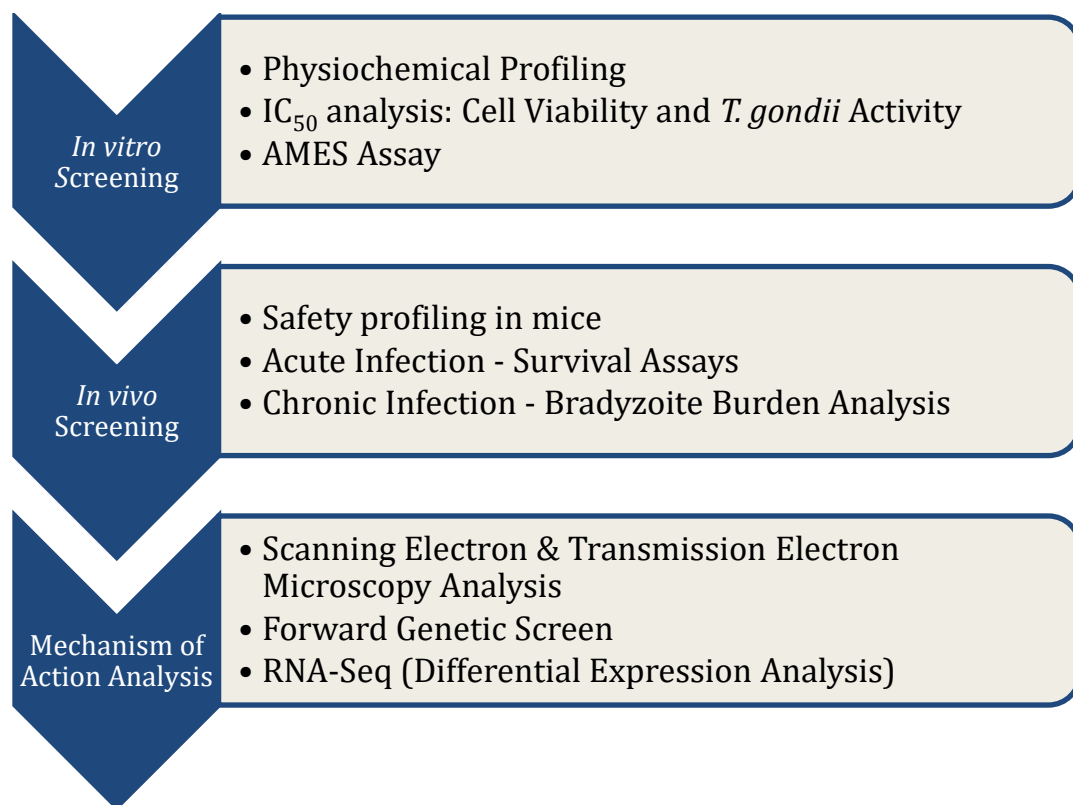 In vitro
Screening
• Physiochemical Profiling
• IC₅₀ analysis: Cell Viability and T. gondii Activity
• AMES Assay
In vivo
Screening
• Safety profiling in mice
• Acute Infection - Survival Assays
• Chronic Infection - Bradyzoite Burden Analysis
Mechanism of
Action Analysis
• Scanning Electron & Transmission Electron
Microscopy Analysis
• Forward Genetic Screen
• RNA-Seq (Differential Expression Analysis)